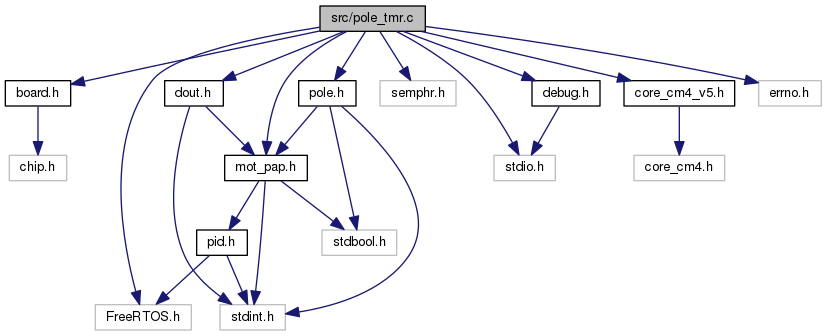 src/pole_tmr.c
board.h
dout.h
pole.h
semphr.h
debug.h
core_cm4_v5.h
errno.h
chip.h
mot_pap.h
stdio.h
core_cm4.h
pid.h
stdbool.h
FreeRTOS.h
stdint.h